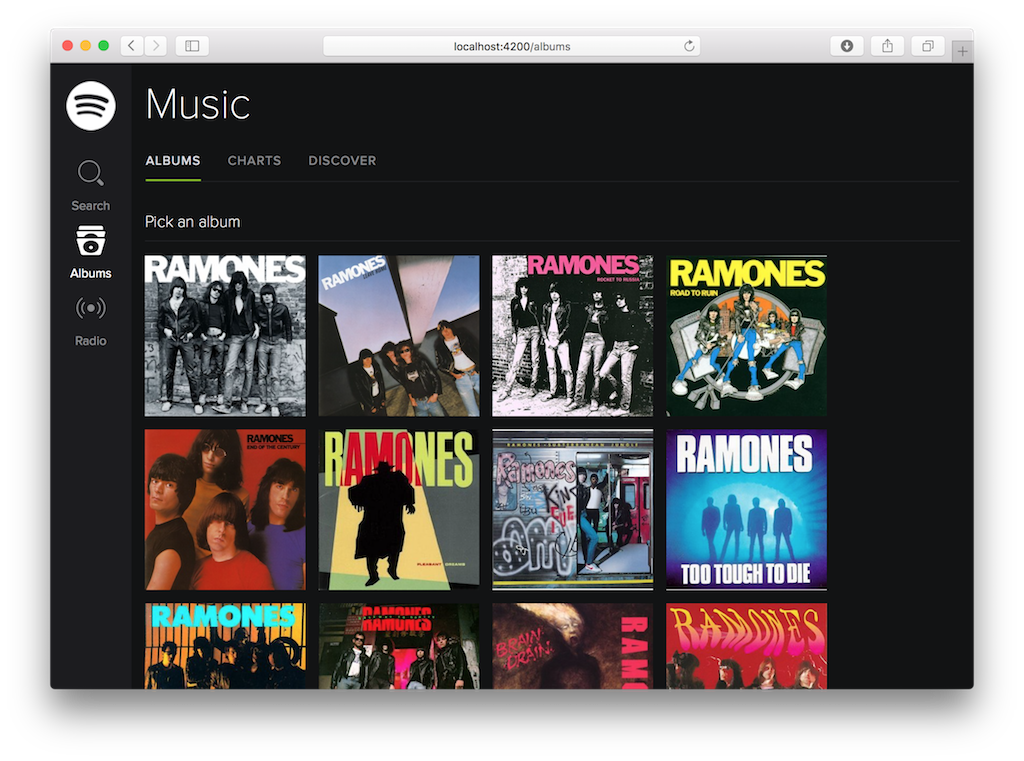 localhost:4200/albums
Music
ALBUMS CHARTS DISCOVER
Search
Albums
Radio
Pick an album
RAMONES
RAMONES
RAMONES
ROCKET TO RUSSIA
RAMONES
ROAD TO RUIN
RAMONES
END OF THE CENTURY
RAMONES
PLEASANT DREAMS
Ramones
RAMONES
TOO TOUGH TO DIE
RAMONES
RAMONES
BRAIN
DRAIN
RAMO
RAMONES